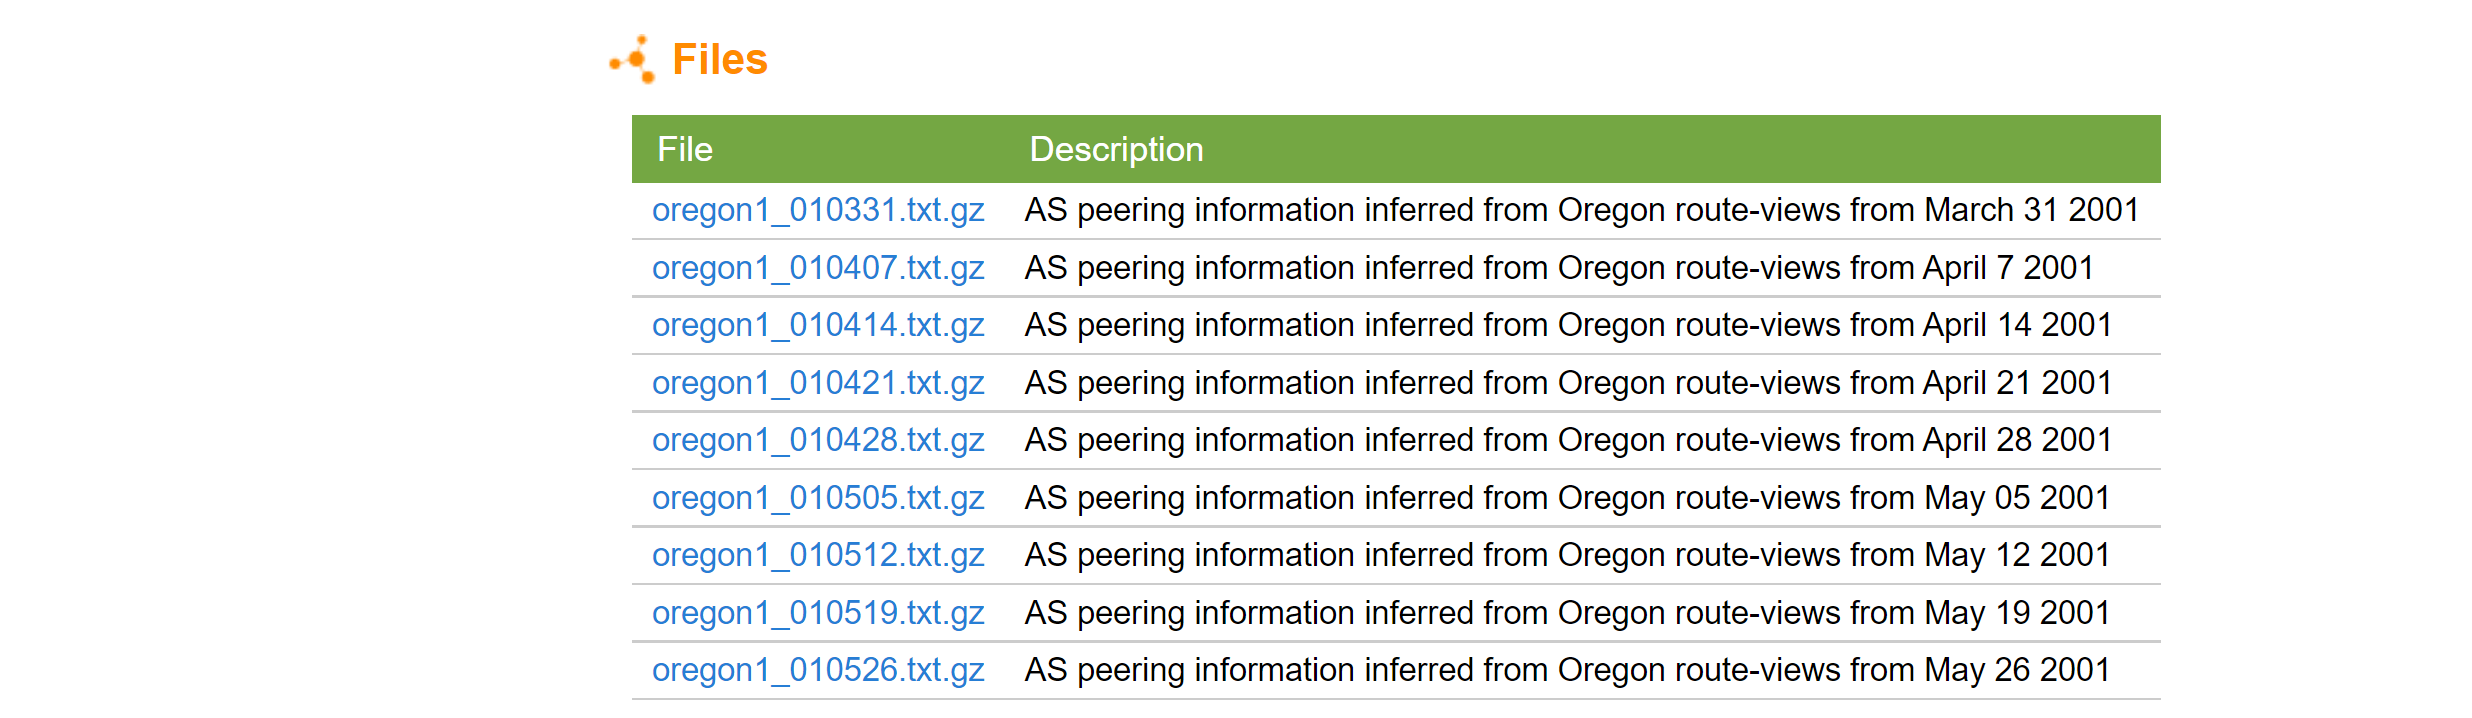 Files
File Description
oregon1_010331.txt.gz AS peering information inferred from Oregon route-views from March 31 2001
oregon1_010407.txt.gz AS peering information inferred from Oregon route-views from April 7 2001
oregon1_010414.txt.gz AS peering information inferred from Oregon route-views from April 14 2001
oregon1_010421.txt.gz AS peering information inferred from Oregon route-views from April 21 2001
oregon1_010428.txt.gz AS peering information inferred from Oregon route-views from April 28 2001
oregon1_010505.txt.gz AS peering information inferred from Oregon route-views from May 05 2001
oregon1_010512.txt.gz AS peering information inferred from Oregon route-views from May 12 2001
oregon1_010519.txt.gz AS peering information inferred from Oregon route-views from May 19 2001
oregon1_010526.txt.gz AS peering information inferred from Oregon route-views from May 26 2001